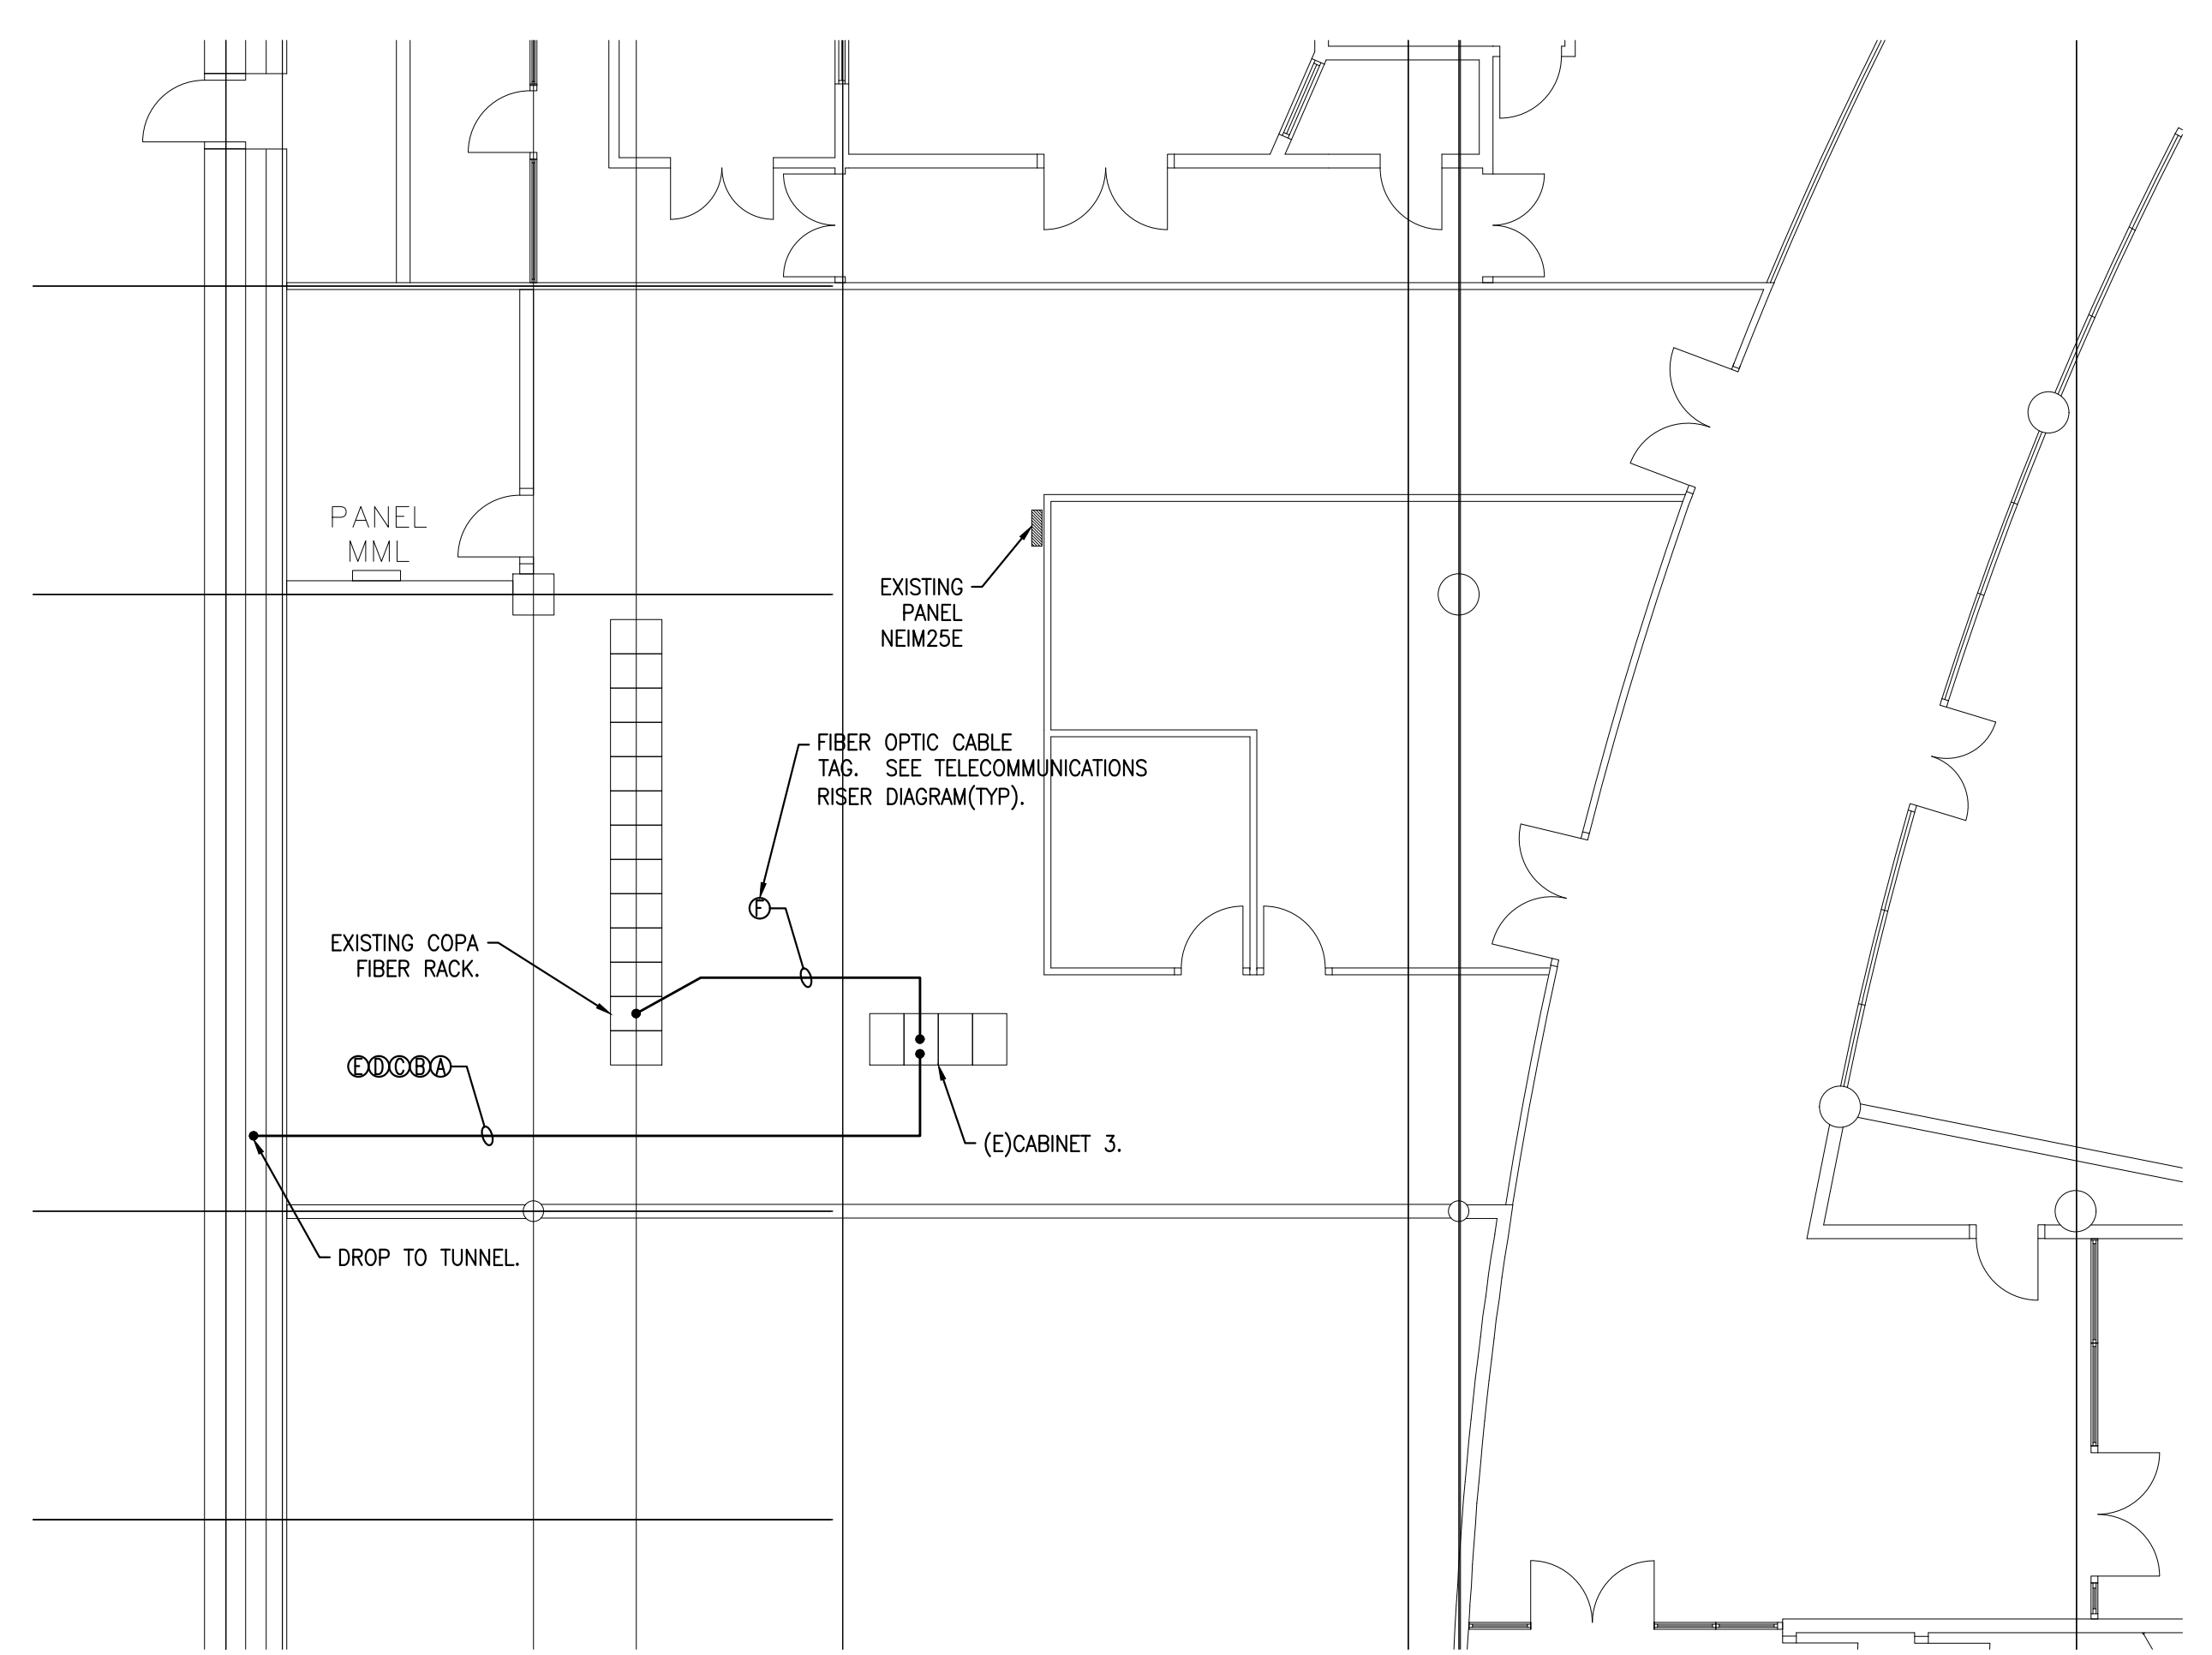 PANEL
MML
EXISTING
PANEL
NEIM25E
FIBER OPTIC CABLE
TAG. SEE TELECOMMUNICATIONS
RISER DIAGRAM(TYP).
F
EXISTING COPA
FIBER RACK.
E D C B A
(E)CABINET 3.
DROP TO TUNNEL.